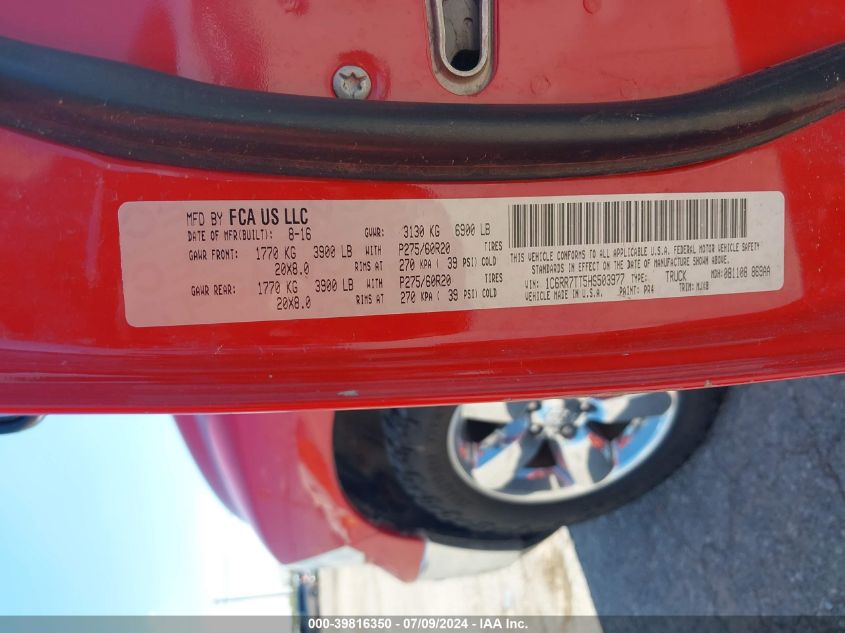 MFD BY FCA US LLC
DATE OF MFR(BUILT): 8-16 GVWR: 3130 KG 6900 LB
GAWR FRONT: 1770 KG 3900 LB WITH P275/60R20 TIRES
20X8.0 RIMS AT 270 KPA ( 39 PSI) COLD
GAWR REAR: 1770 KG 3900 LB WITH P275/60R20 TIRES
20X8.0 RIMS AT 270 KPA ( 39 PSI) COLD
THIS VEHICLE CONFORMS TO ALL APPLICABLE U.S.A. FEDERAL MOTOR VEHICLE SAFETY
STANDARDS IN EFFECT ON THE DATE OF MANUFACTURE SHOWN ABOVE.
VIN: 1C6RR7TT5HS503977 TYPE: TRUCK MDH: 081108 869AA
VEHICLE MADE IN U.S.A. PAINT: PR4 TRIM: MJX8
000-39816350 / 07/09/2024 - IAA Inc.